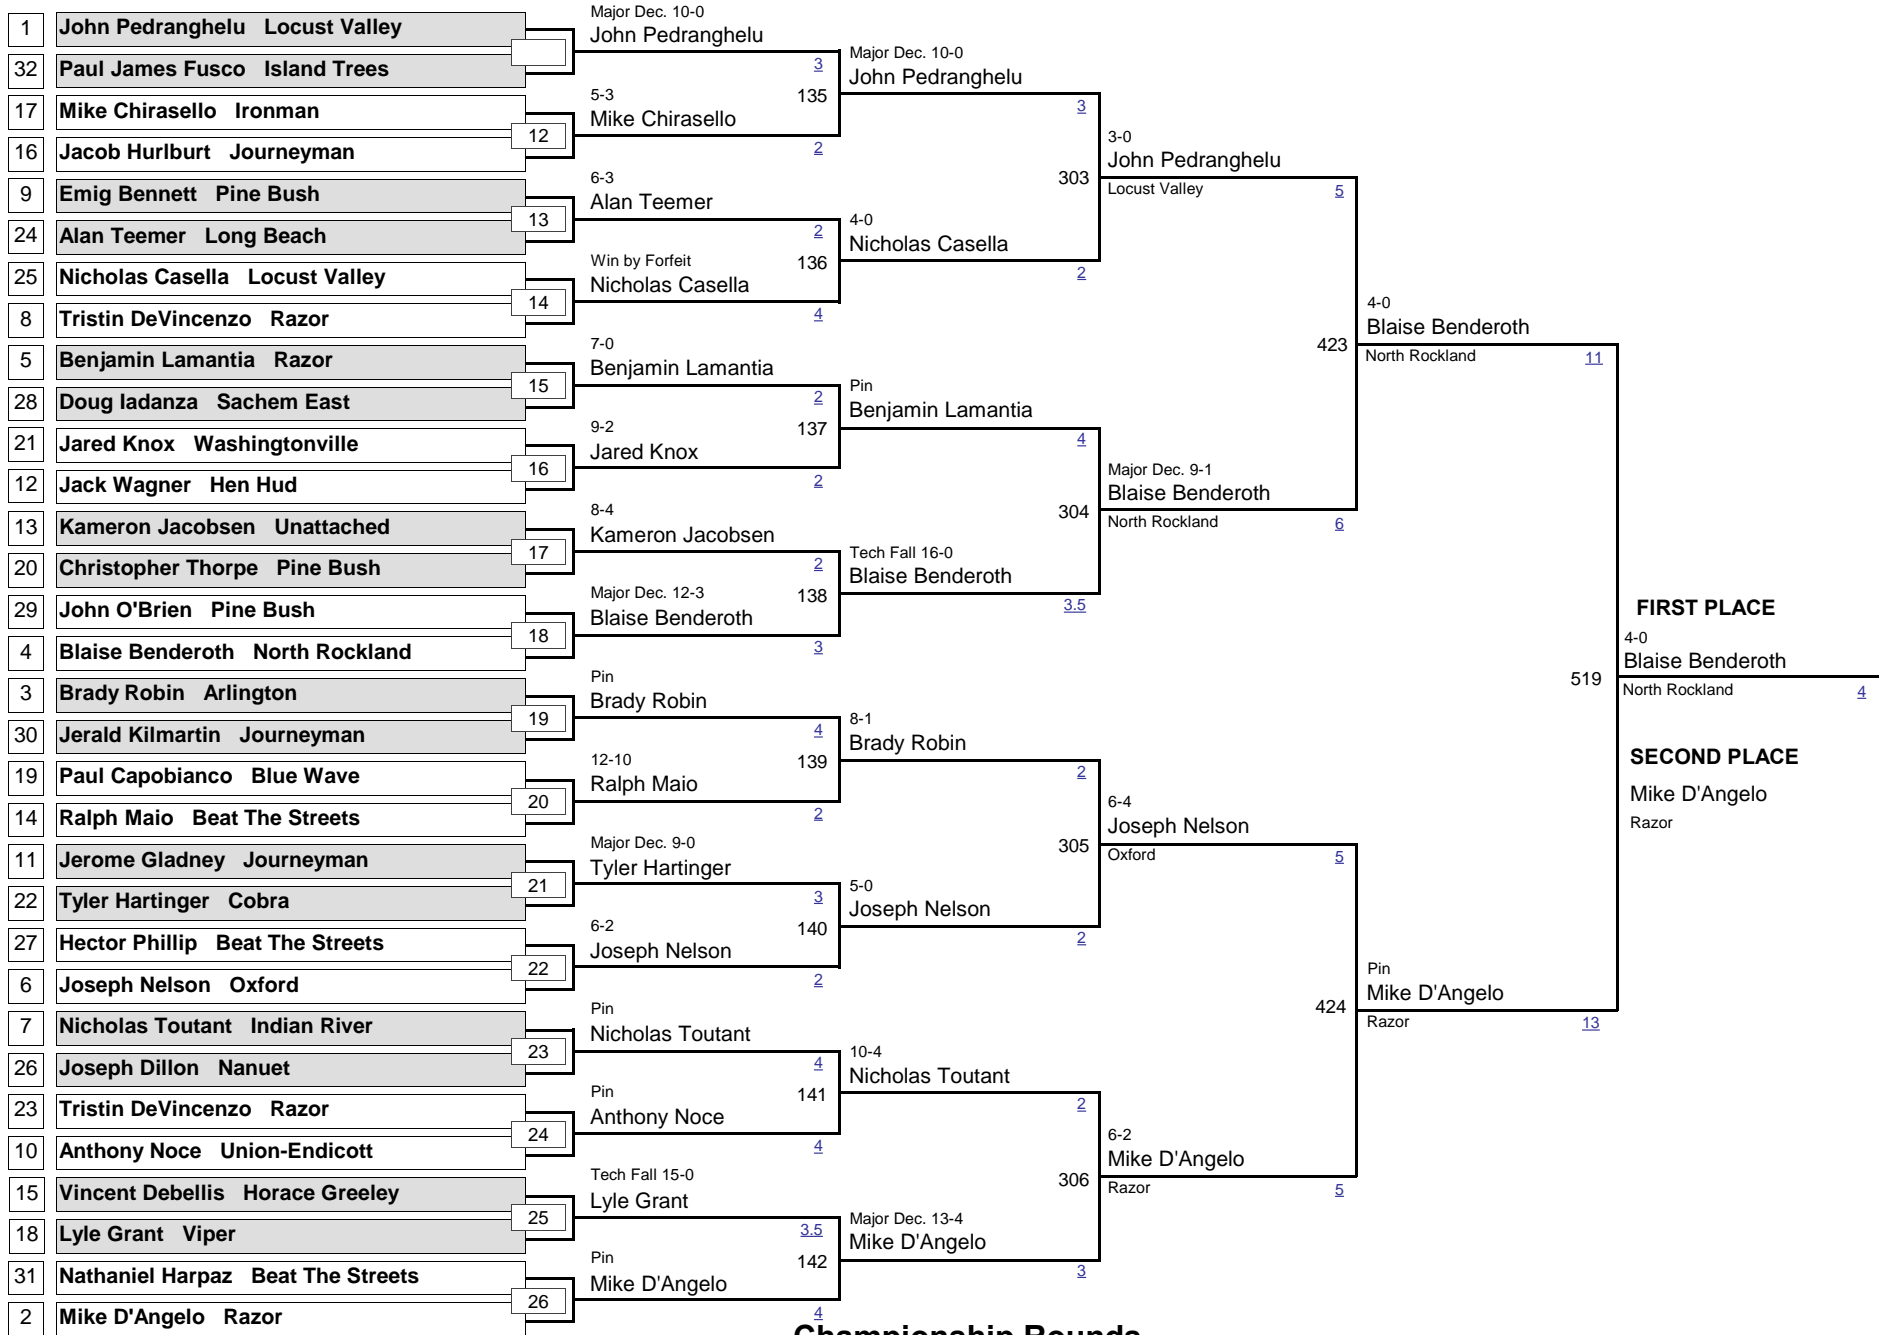 1 John Pedranghelu Locust Valley
32 Paul James Fusco Island Trees
17 Mike Chirasello Ironman
12
16 Jacob Hurlburt Journeyman
9 Emig Bennett Pine Bush
13
24 Alan Teemer Long Beach
25 Nicholas Casella Locust Valley
14
8 Tristin DeVincenzo Razor
5 Benjamin Lamantia Razor
15
28 Doug Iadanza Sachem East
21 Jared Knox Washingtonville
16
12 Jack Wagner Hen Hud
13 Kameron Jacobsen Unattached
17
20 Christopher Thorpe Pine Bush
29 John O'Brien Pine Bush
18
4 Blaise Benderoth North Rockland
3 Brady Robin Arlington
19
30 Jerald Kilmartin Journeyman
19 Paul Capobianco Blue Wave
20
14 Ralph Maio Beat The Streets
11 Jerome Gladney Journeyman
21
22 Tyler Hartinger Cobra
27 Hector Phillip Beat The Streets
22
6 Joseph Nelson Oxford
7 Nicholas Toutant Indian River
23
26 Joseph Dillon Nanuet
23 Tristin DeVincenzo Razor
24
10 Anthony Noce Union-Endicott
15 Vincent Debellis Horace Greeley
25
18 Lyle Grant Viper
31 Nathaniel Harpaz Beat The Streets
26
2 Mike D'Angelo Razor
Major Dec. 10-0
John Pedranghelu
3
135
5-3
Mike Chirasello
2
6-3
Alan Teemer
2
136
Win by Forfeit
Nicholas Casella
4
7-0
Benjamin Lamantia
2
137
9-2
Jared Knox
2
8-4
Kameron Jacobsen
2
138
Major Dec. 12-3
Blaise Benderoth
3
Pin
Brady Robin
4
139
12-10
Ralph Maio
2
Major Dec. 9-0
Tyler Hartinger
3
140
6-2
Joseph Nelson
2
Pin
Nicholas Toutant
4
141
Pin
Anthony Noce
4
Tech Fall 15-0
Lyle Grant
3.5
142
Pin
Mike D'Angelo
4
Major Dec. 10-0
John Pedranghelu
3
303
4-0
Nicholas Casella
2
Pin
Benjamin Lamantia
4
304
Tech Fall 16-0
Blaise Benderoth
3.5
8-1
Brady Robin
2
305
5-0
Joseph Nelson
2
10-4
Nicholas Toutant
2
306
Major Dec. 13-4
Mike D'Angelo
3
3-0
John Pedranghelu
Locust Valley 5
423
Major Dec. 9-1
Blaise Benderoth
North Rockland 6
6-4
Joseph Nelson
Oxford 5
424
6-2
Mike D'Angelo
Razor 5
4-0
Blaise Benderoth
North Rockland 11
519
Pin
Mike D'Angelo
Razor 13
FIRST PLACE
4-0
Blaise Benderoth
North Rockland 4
SECOND PLACE
Mike D'Angelo
Razor
Championship Rounds